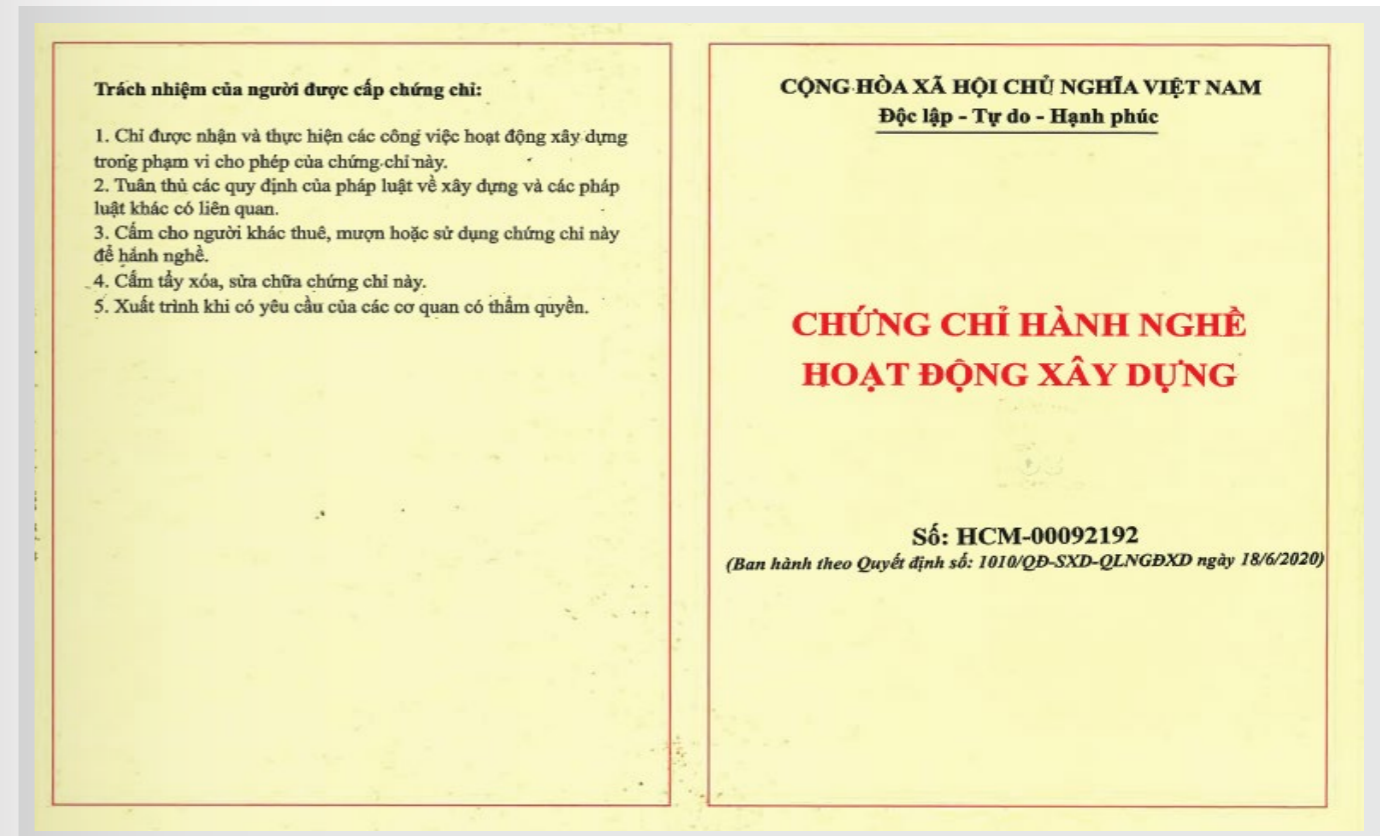 Trách nhiệm của người được cấp chứng chỉ:
1. Chỉ được nhận và thực hiện các công việc hoạt động xây dựng
trong phạm vi cho phép của chứng chỉ này.
2. Tuân thủ các quy định của pháp luật về xây dựng và các pháp
luật khác có liên quan.
3. Cấm cho người khác thuê, mượn hoặc sử dụng chứng chỉ này
để hành nghề.
4. Cấm tẩy xóa, sửa chữa chứng chỉ này.
5. Xuất trình khi có yêu cầu của các cơ quan có thẩm quyền.
CỘNG HÒA XÃ HỘI CHỦ NGHĨA VIỆT NAM
Độc lập - Tự do - Hạnh phúc
CHỨNG CHỈ HÀNH NGHỀ
HOẠT ĐỘNG XÂY DỰNG
Số: HCM-00092192
(Ban hành theo Quyết định số: 1010/QĐ-SXD-QLNGĐXD ngày 18/6/2020)